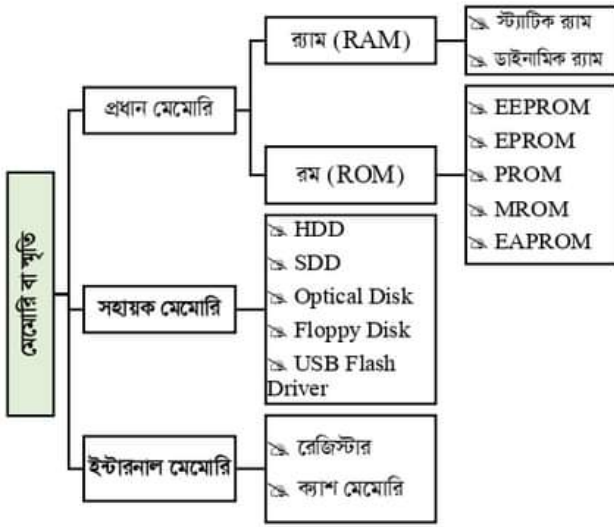 মেমোরি বা স্মৃতি
প্রধান মেমোরি
র‍্যাম (RAM)
স্ট্যাটিক র‍্যাম
ডাইনামিক র‍্যাম
রম (ROM)
EEPROM
EPROM
PROM
MROM
EAPROM
সহায়ক মেমোরি
HDD
SDD
Optical Disk
Floppy Disk
USB Flash
Driver
ইন্টারনাল মেমোরি
রেজিস্টার
ক্যাশ মেমোরি